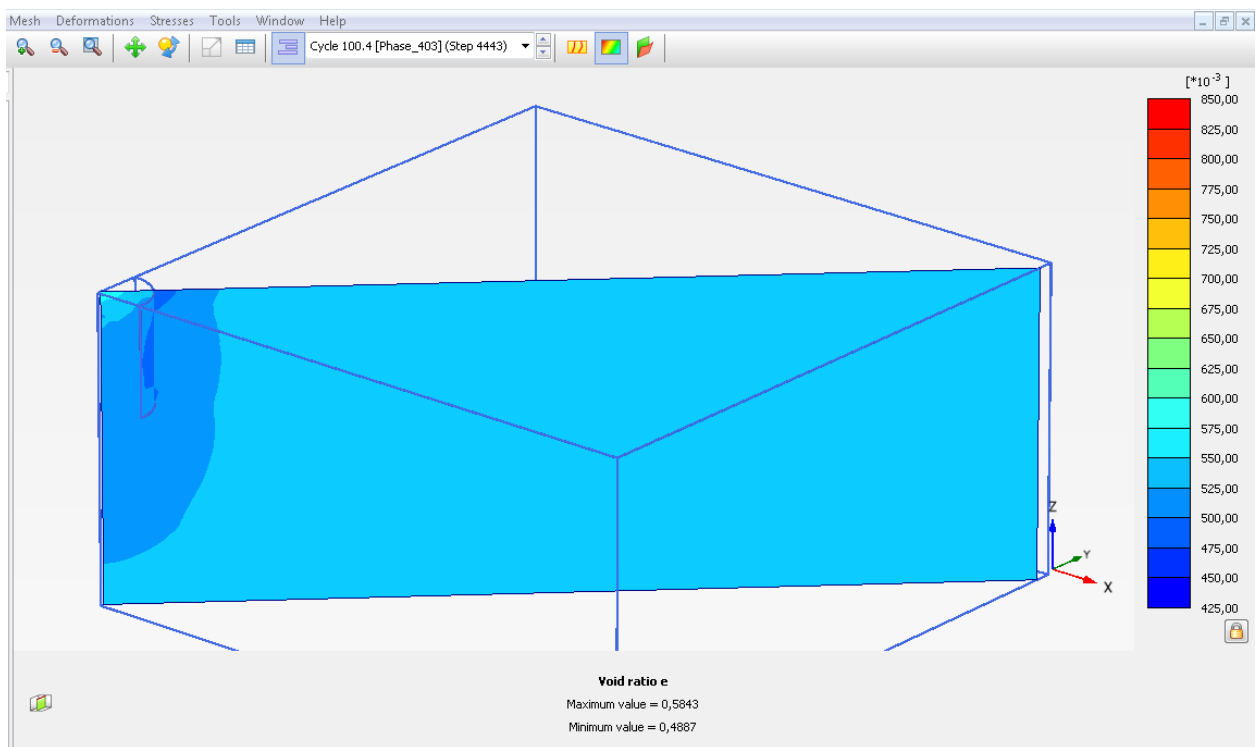 Mesh Deformations Stresses Tools Window Help
Cycle 100.4 [Phase_403] (Step 4443)
[*10⁻³ ]
850,00
825,00
800,00
775,00
750,00
725,00
700,00
675,00
650,00
625,00
600,00
575,00
550,00
525,00
500,00
475,00
450,00
425,00
Z
Y
X
Void ratio e
Maximum value = 0,5843
Minimum value = 0,4887